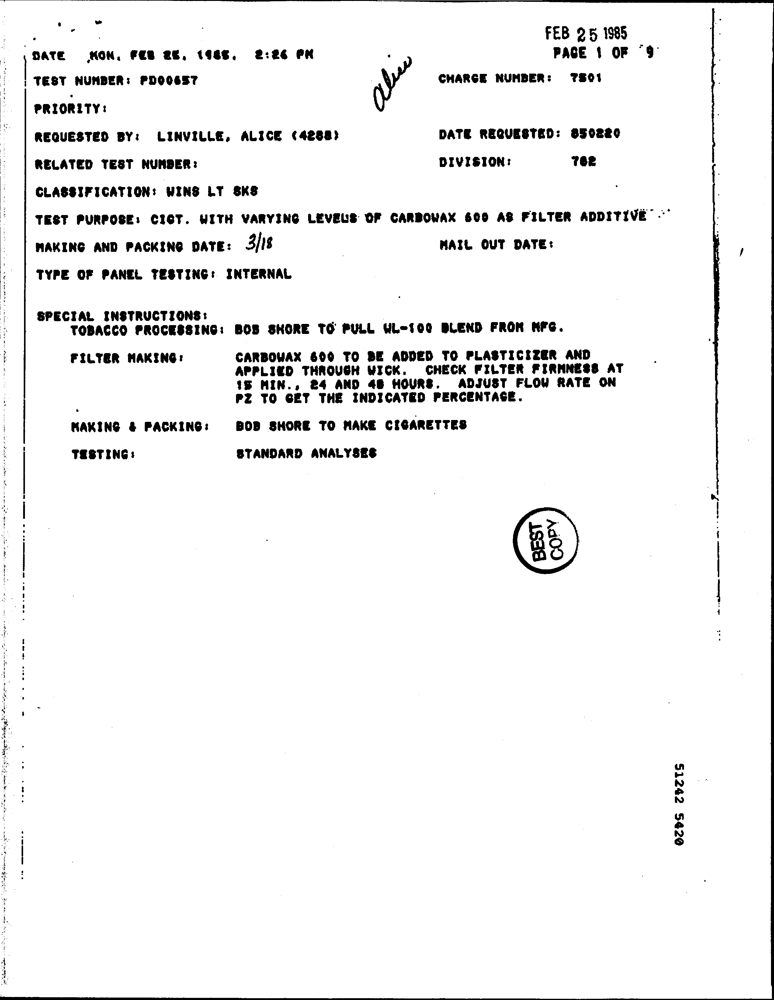 FEB 25 1985
DATE MON, FEB 25, 1985, 2:26 PM PAGE 1 OF 9
Alice
TEST NUMBER: PD00657 CHARGE NUMBER: 7501
PRIORITY:
REQUESTED BY: LINVILLE, ALICE (4288) DATE REQUESTED: 850220
RELATED TEST NUMBER: DIVISION: 762
CLASSIFICATION: WINS LT SKS
TEST PURPOSE: CIGT. WITH VARYING LEVELS OF CARBOWAX 600 AS FILTER ADDITIVE
MAKING AND PACKING DATE: 3/18 MAIL OUT DATE:
TYPE OF PANEL TESTING: INTERNAL
SPECIAL INSTRUCTIONS:
TOBACCO PROCESSING: BOB SHORE TO PULL WL-100 BLEND FROM MFG.
FILTER MAKING: CARBOWAX 600 TO BE ADDED TO PLASTICIZER AND
APPLIED THROUGH WICK. CHECK FILTER FIRMNESS AT
15 MIN., 24 AND 48 HOURS. ADJUST FLOW RATE ON
PZ TO GET THE INDICATED PERCENTAGE.
MAKING & PACKING: BOB SHORE TO MAKE CIGARETTES
TESTING: STANDARD ANALYSES
BEST
COPY
51242 5420